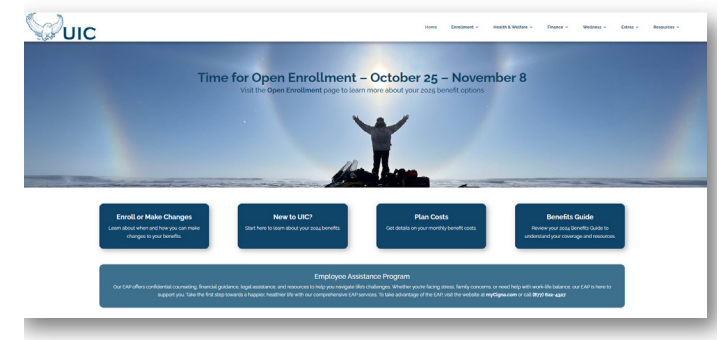 UIC
Home Enrollment Health & Welfare Finance Wellness Extras Resources
Time for Open Enrollment – October 25 – November 8
Visit the Open Enrollment page to learn more about your 2025 benefit options
Enroll or Make Changes
Learn about when and how you can make
changes to your benefits.
New to UIC?
Start here to learn about your 2024 benefits.
Plan Costs
Get details on your monthly benefit costs.
Benefits Guide
Review your 2024 Benefits Guide to
understand your coverage and resources.
Employee Assistance Program
Our EAP offers confidential counseling, financial guidance, legal assistance, and resources to help you navigate life's challenges. Whether you're facing stress, family concerns, or need help with work-life balance, our EAP is here to
support you. Take the first step towards a happier, healthier life with our comprehensive EAP services. To take advantage of the EAP, visit the website at myCigna.com or call (877) 622-4327